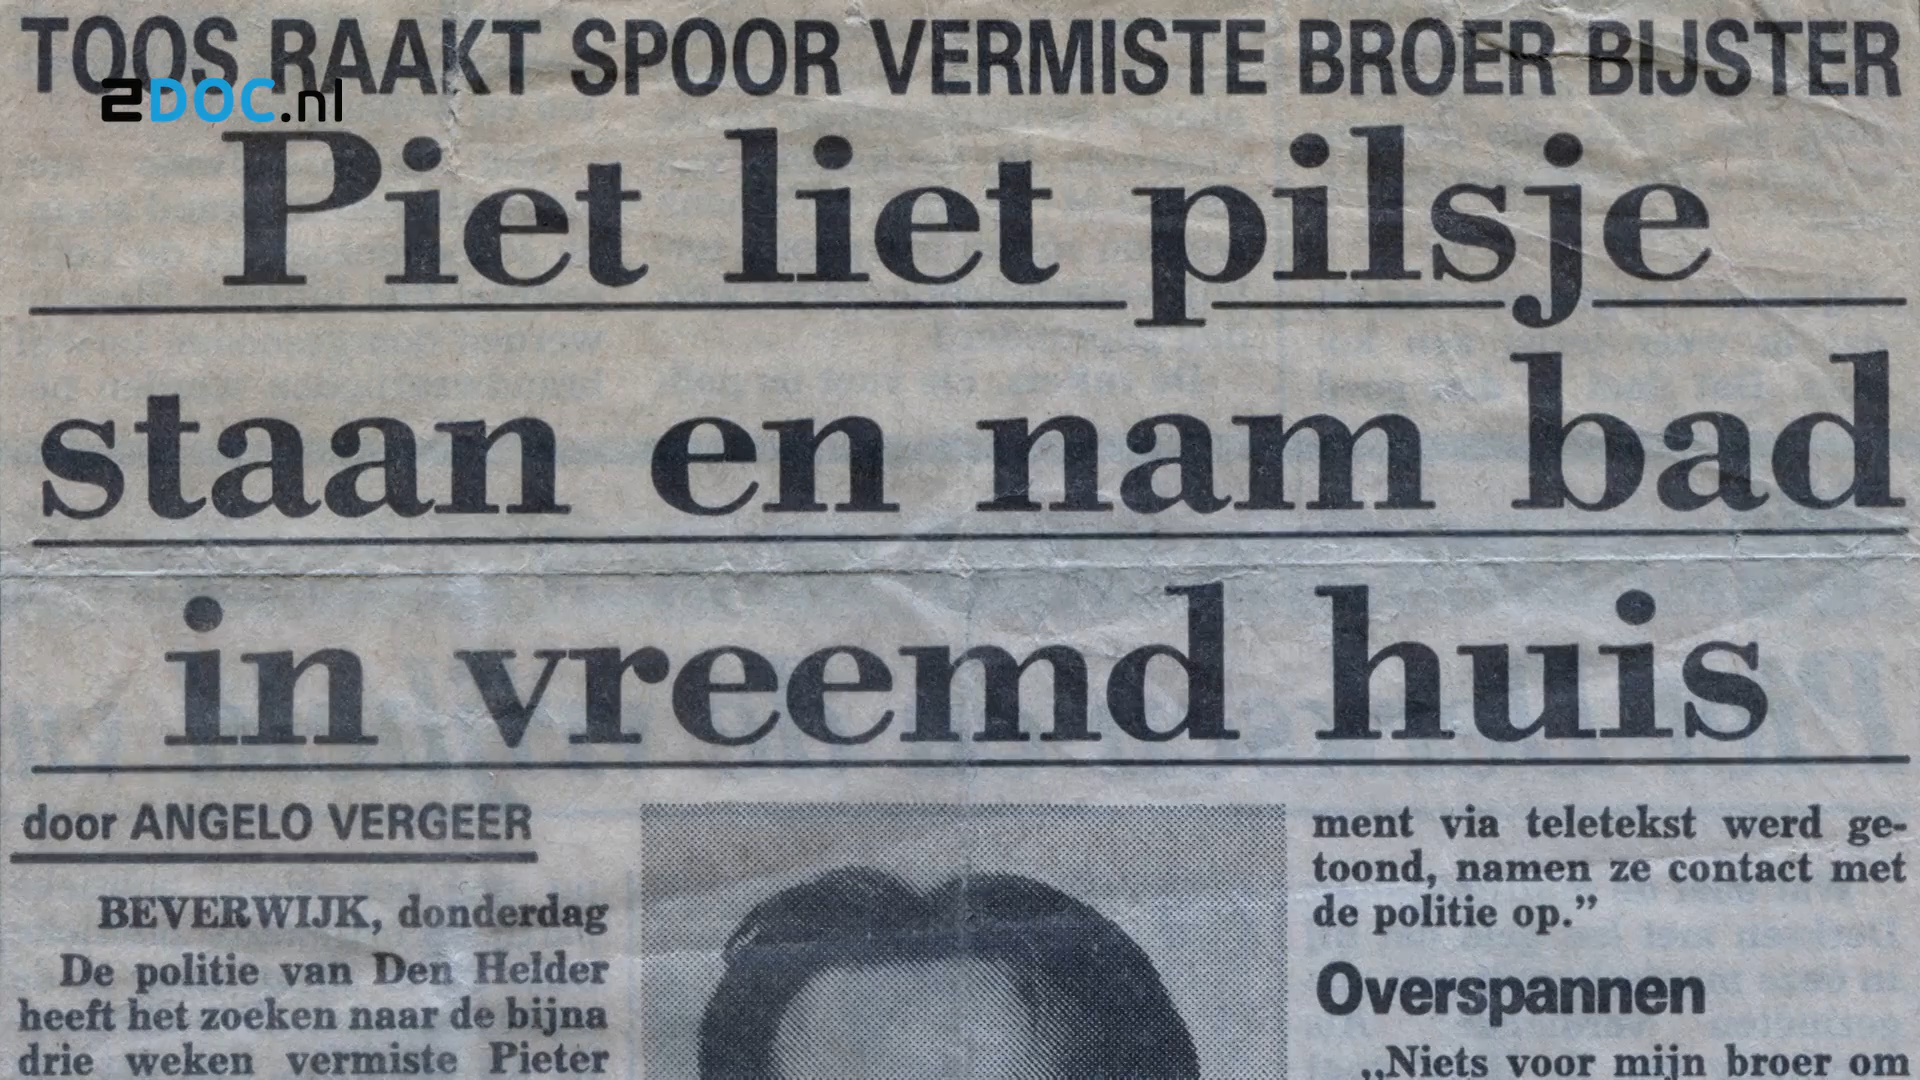 TOOS RAAKT SPOOR VERMISTE BROER BIJSTER
2DOC.nl
Piet liet pilsje
staan en nam bad
in vreemd huis
door ANGELO VERGEER
BEVERWIJK, donderdag
De politie van Den Helder
heeft het zoeken naar de bijna
drie weken vermiste Pieter
ment via teletekst werd ge-
toond, namen ze contact met
de politie op.”
Overspannen
„Niets voor mijn broer om